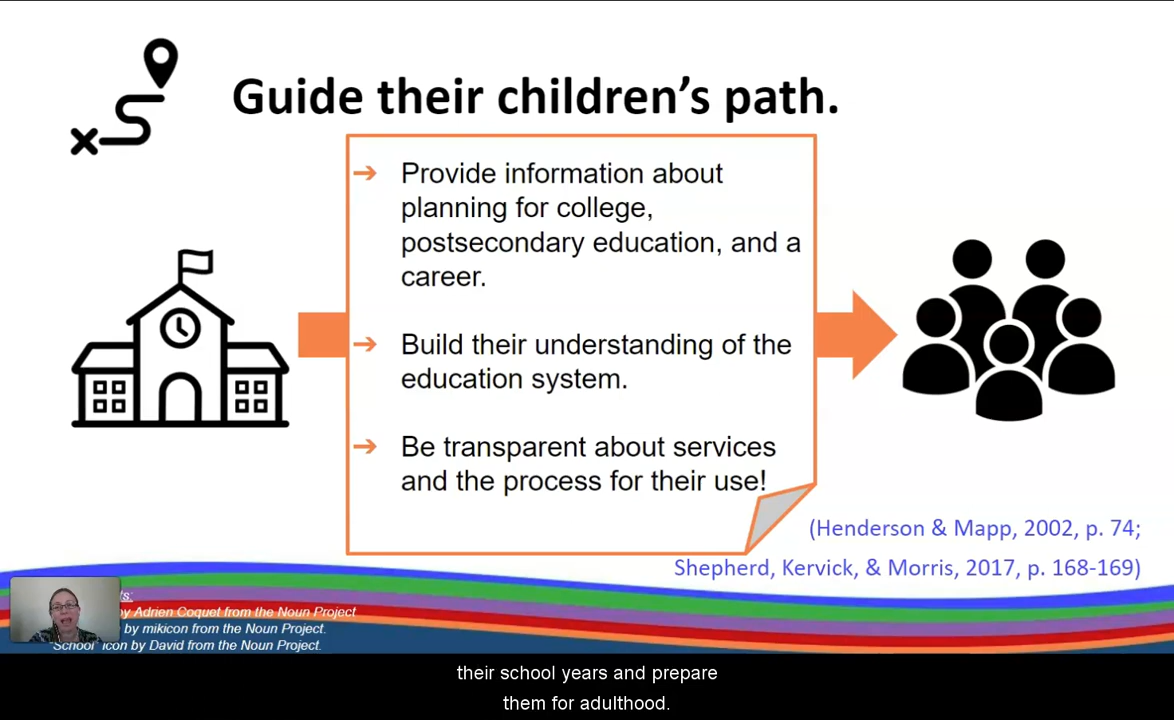 Guide their children's path.
Provide information about
planning for college,
postsecondary education, and a
career.
Build their understanding of the
education system.
Be transparent about services
and the process for their use!
(Henderson & Mapp, 2002, p. 74;
Shepherd, Kervick, & Morris, 2017, p. 168-169)
by Adrien Coquet from the Noun Project
by mikicon from the Noun Project.
"School" icon by David from the Noun Project.
their school years and prepare
them for adulthood.